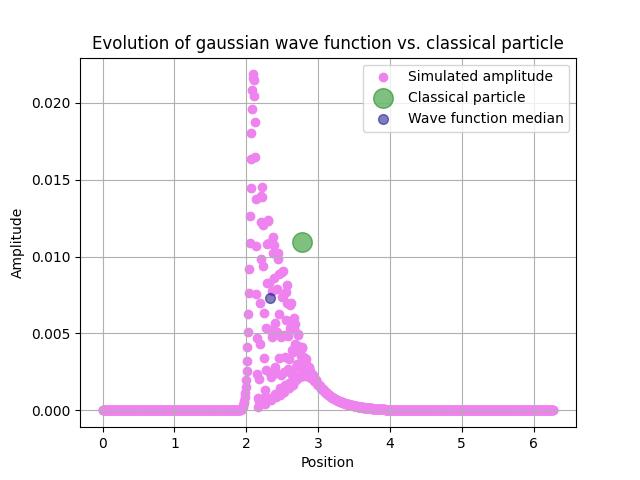 Evolution of gaussian wave function vs. classical particle
Simulated amplitude
Classical particle
Wave function median
Amplitude
0.020
0.015
0.010
0.005
0.000
0 1 2 3 4 5 6
Position